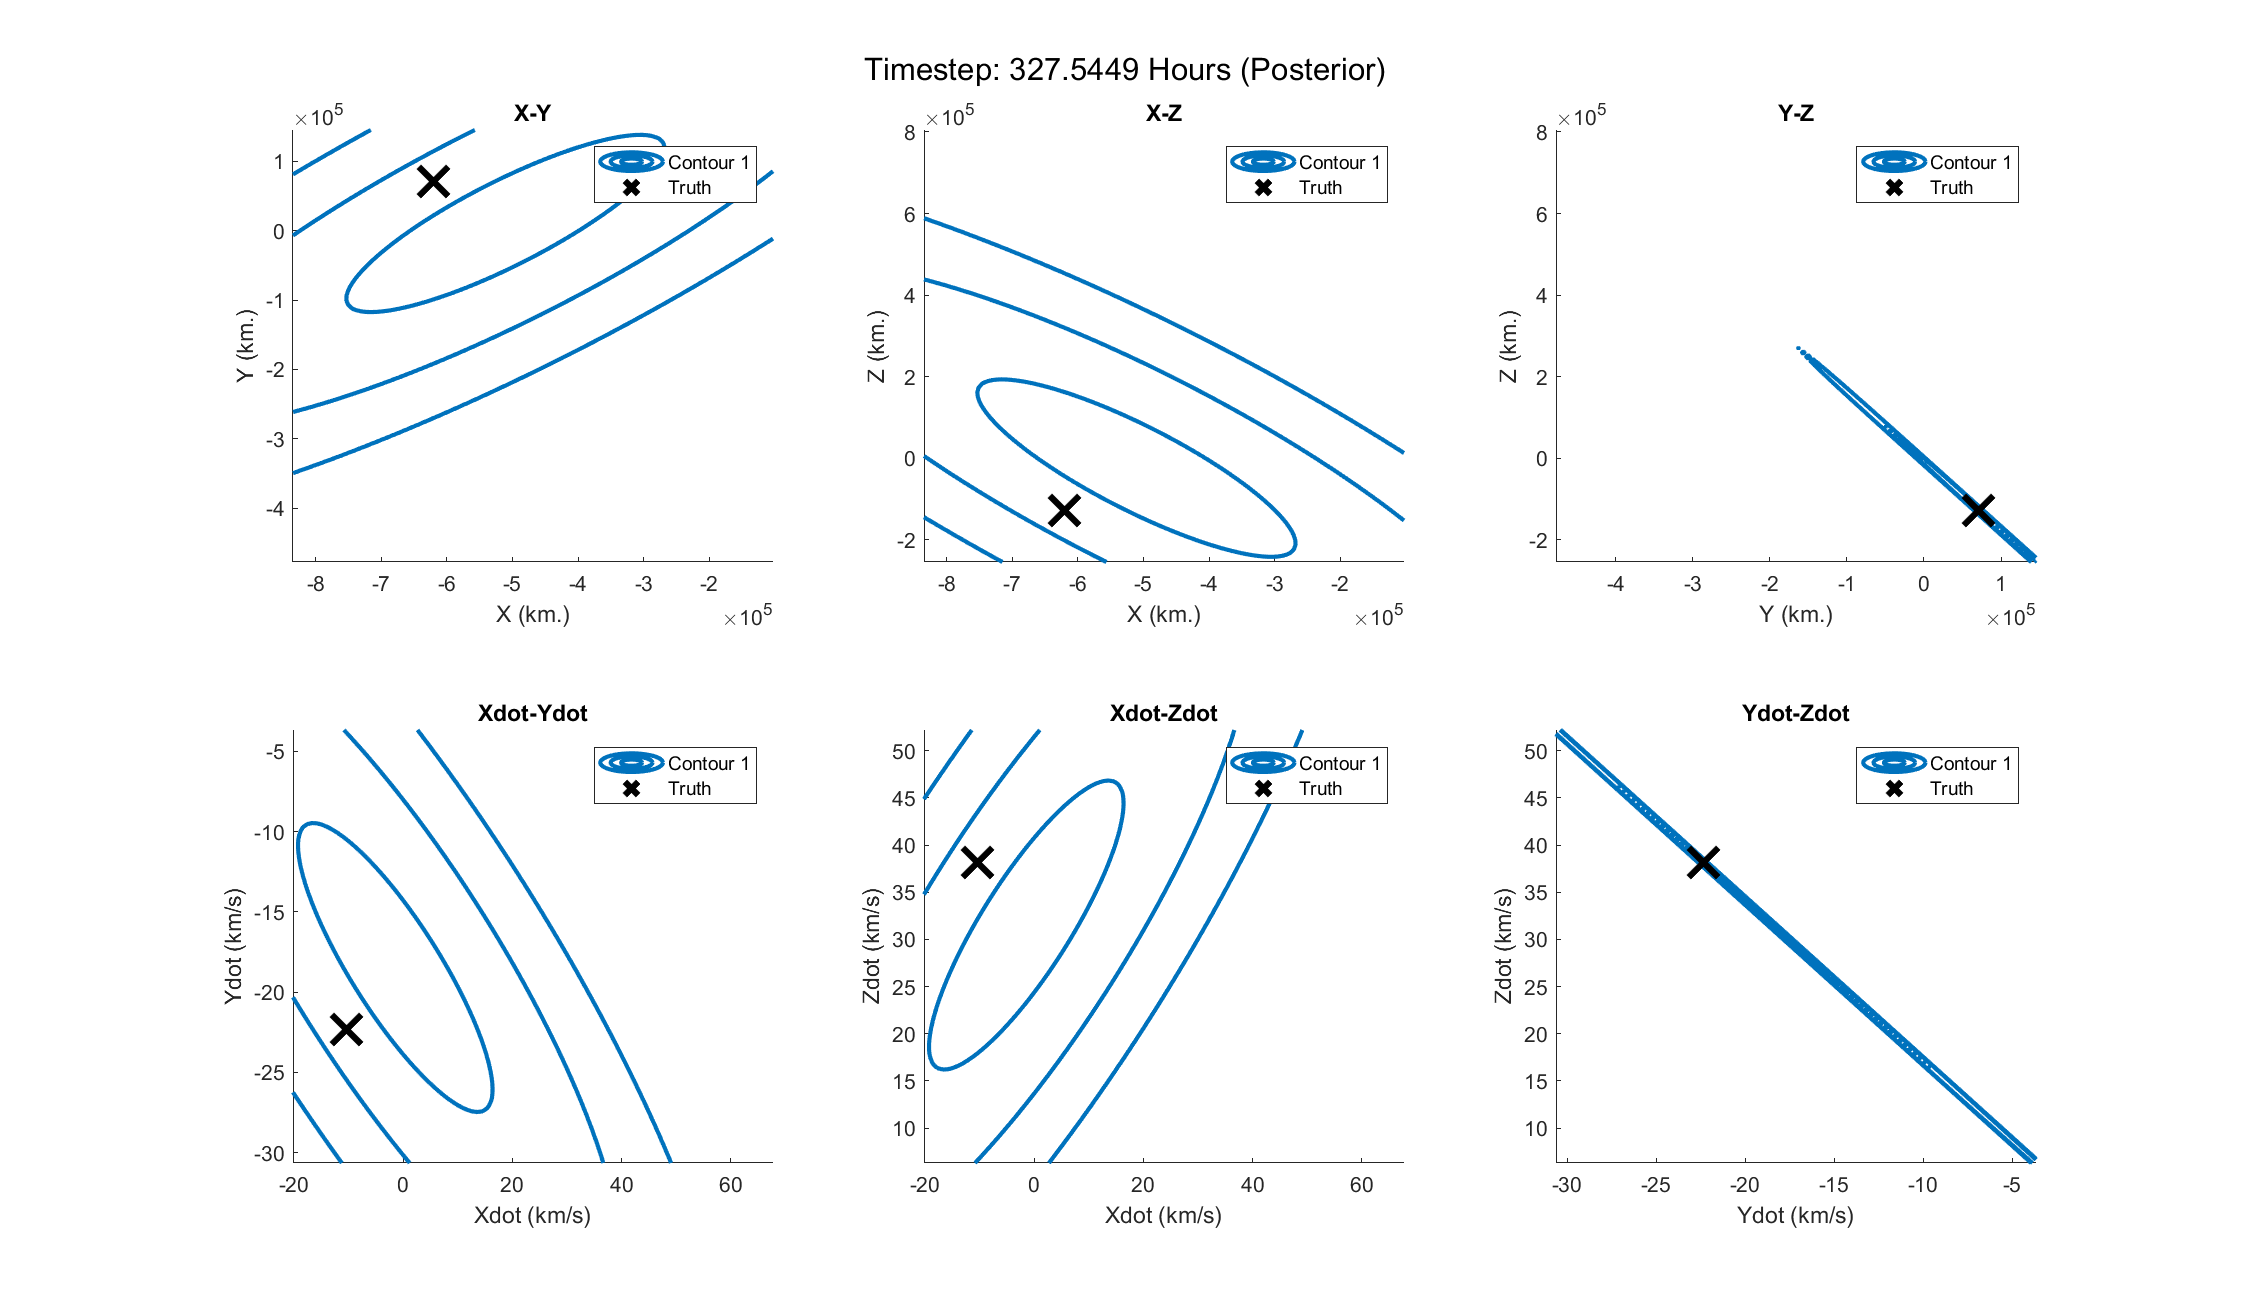 Timestep: 327.5449 Hours (Posterior)
X-Y
×10^5
1
0
-1
-2
-3
-4
Y (km.)
-8 -7 -6 -5 -4 -3 -2
X (km.)
×10^5
Contour 1
Truth
X-Z
×10^5
8
6
4
2
0
-2
Z (km.)
-8 -7 -6 -5 -4 -3 -2
X (km.)
×10^5
Contour 1
Truth
Y-Z
×10^5
8
6
4
2
0
-2
Z (km.)
-4 -3 -2 -1 0 1
Y (km.)
×10^5
Contour 1
Truth
Xdot-Ydot
-5
-10
-15
-20
-25
-30
Ydot (km/s)
-20 0 20 40 60
Xdot (km/s)
Contour 1
Truth
Xdot-Zdot
50
45
40
35
30
25
20
15
10
Zdot (km/s)
-20 0 20 40 60
Xdot (km/s)
Contour 1
Truth
Ydot-Zdot
50
45
40
35
30
25
20
15
10
Zdot (km/s)
-30 -25 -20 -15 -10 -5
Ydot (km/s)
Contour 1
Truth